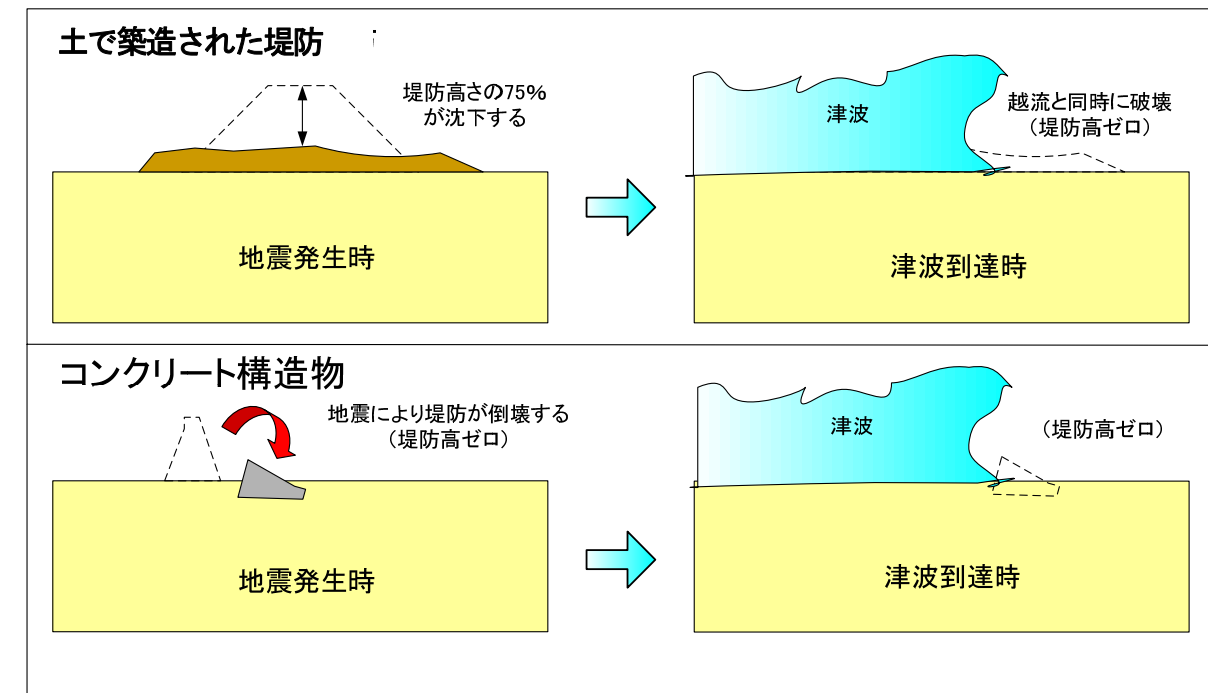 土で築造された堤防
堤防高さの75%
が沈下する
地震発生時
津波
越流と同時に破壊
(堤防高ゼロ)
津波到達時
コンクリート構造物
地震により堤防が倒壊する
(堤防高ゼロ)
地震発生時
津波
(堤防高ゼロ)
津波到達時